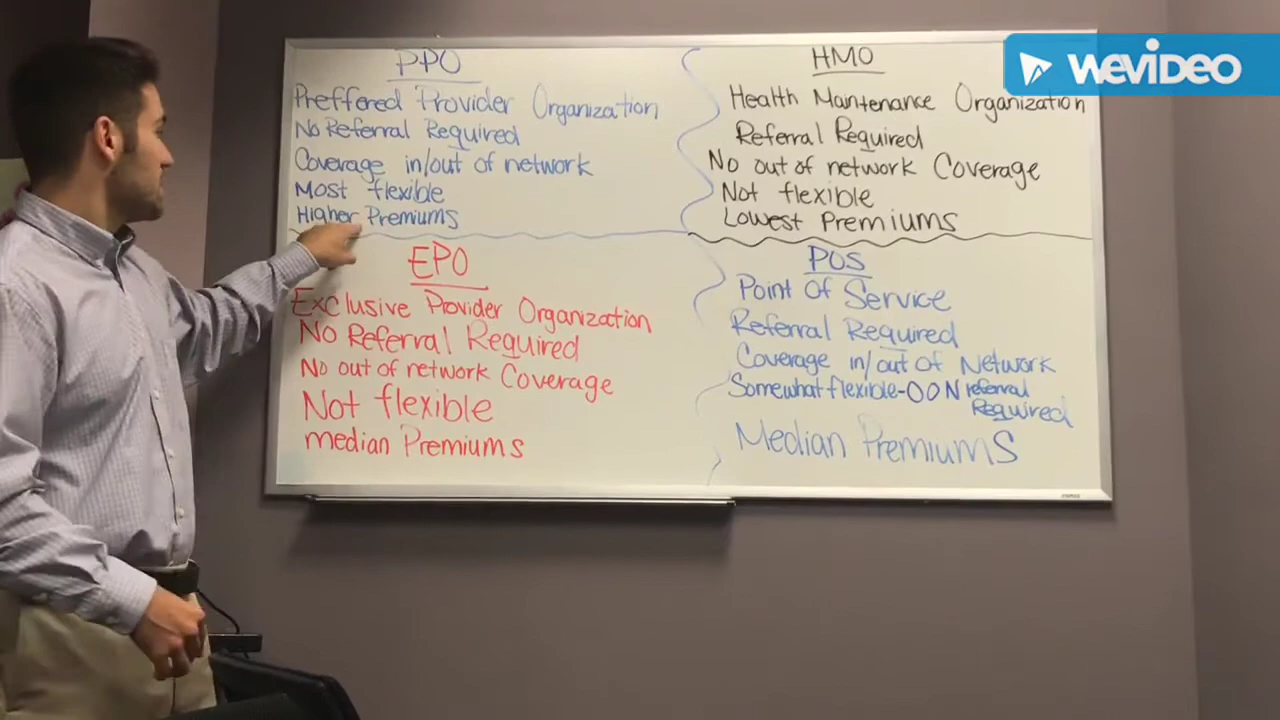 PPO
Preffered Provider Organization
No Referral Required
Coverage in/out of network
Most flexible
Higher Premiums
HMO
Health Maintenance Organization
Referral Required
No out of network Coverage
Not flexible
Lowest Premiums
EPO
Exclusive Provider Organization
No Referral Required
No out of network Coverage
Not flexible
median Premiums
POS
Point Of Service
Referral Required
Coverage in/out of Network
Somewhat flexible-OON referral
Required
Median Premiums
WEVIDEO